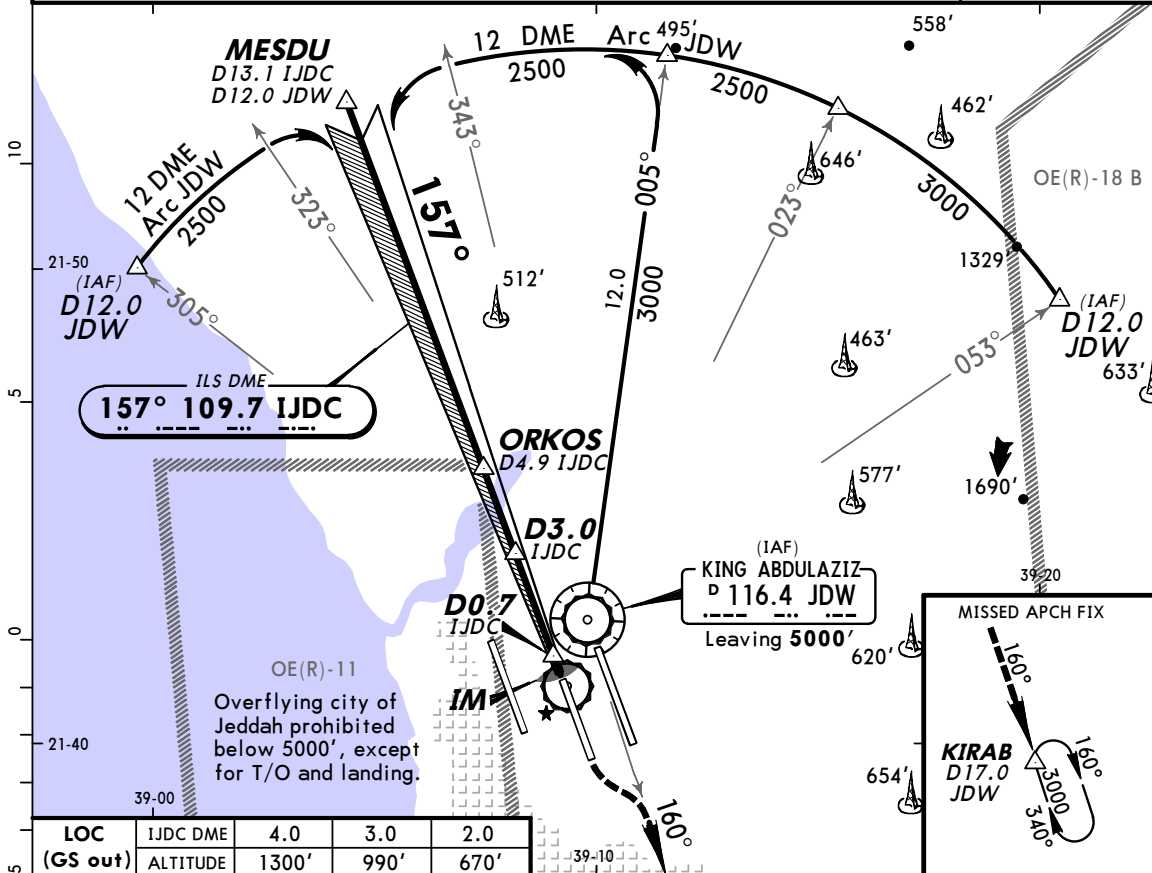 12 DME Arc JDW
2500
495'
558'
MESDU
D13.1 IJDC
D12.0 JDW
343°
2500
462'
10
12 DME
Arc JDW
2500
323°
157°
005°
646'
023°
3000
OE(R)-18 B
21-50
(IAF)
D12.0
JDW
305°
512'
12.0
3000
1329'
(IAF)
D12.0
JDW
463'
053°
633'
ILS DME
157° 109.7 IJDC
5
ORKOS
D4.9 IJDC
577'
1690'
D3.0
IJDC
(IAF)
KING ABDULAZIZ
D 116.4 JDW
Leaving 5000'
39-20
D0.7
IJDC
0
620'
MISSED APCH FIX
160°
OE(R)-11
Overflying city of
Jeddah prohibited
below 5000', except
for T/O and landing.
IM
21-40
KIRAB
D17.0
JDW
160°
3000
340°
654'
39-00
160°
39-10
5
LOC
(GS out)
IJDC DME 4.0 3.0 2.0
ALTITUDE 1300' 990' 670'